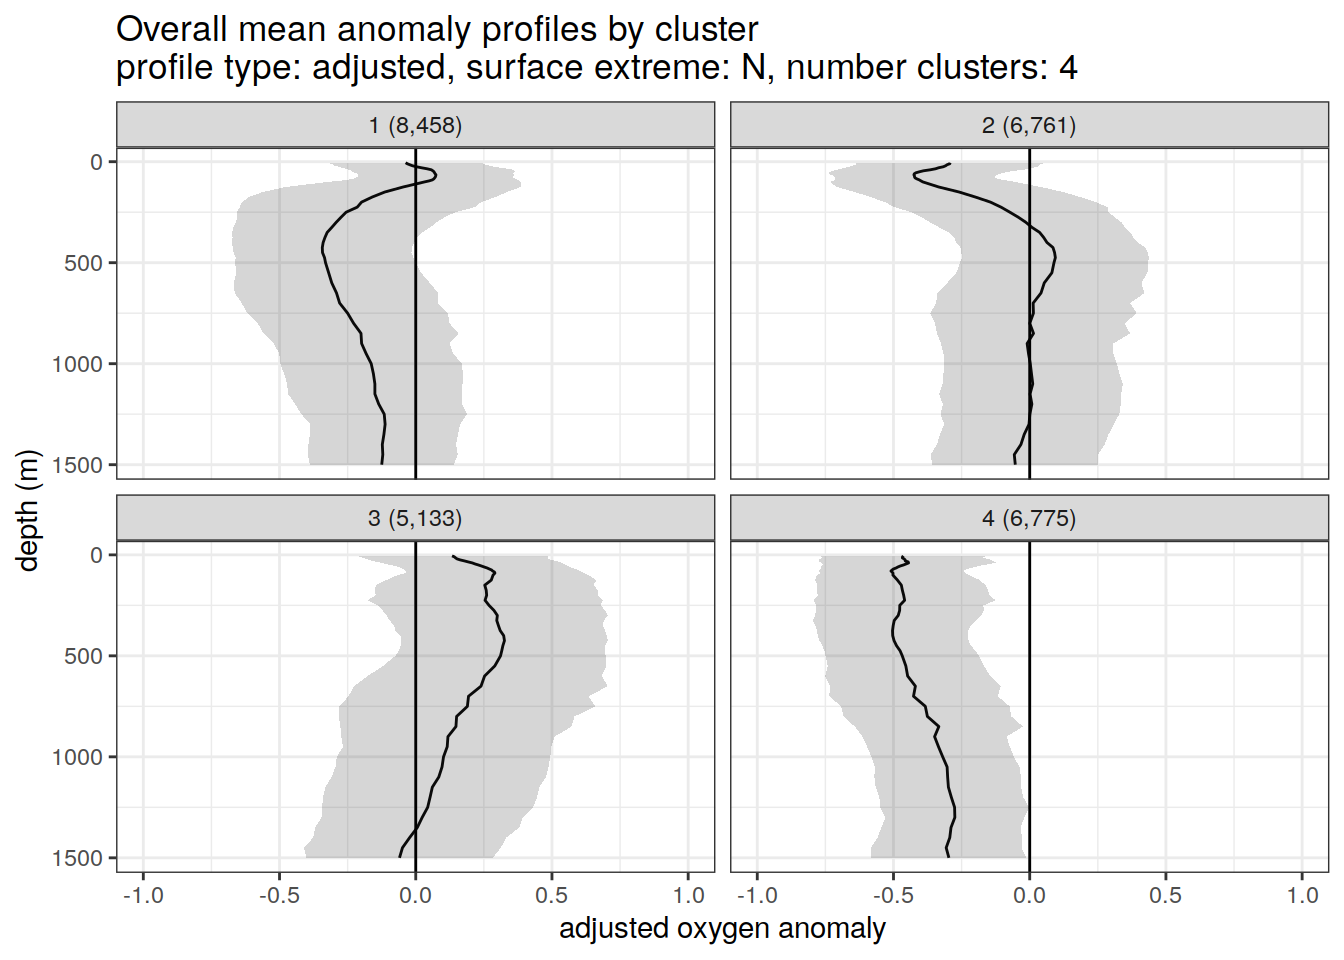 Overall mean anomaly profiles by cluster
profile type: adjusted, surface extreme: N, number clusters: 4
1 (8,458)
2 (6,761)
0
500
1000
1500
3 (5,133)
4 (6,775)
0
500
1000
1500
-1.0 -0.5 0.0 0.5 1.0 -1.0 -0.5 0.0 0.5 1.0
adjusted oxygen anomaly
depth (m)